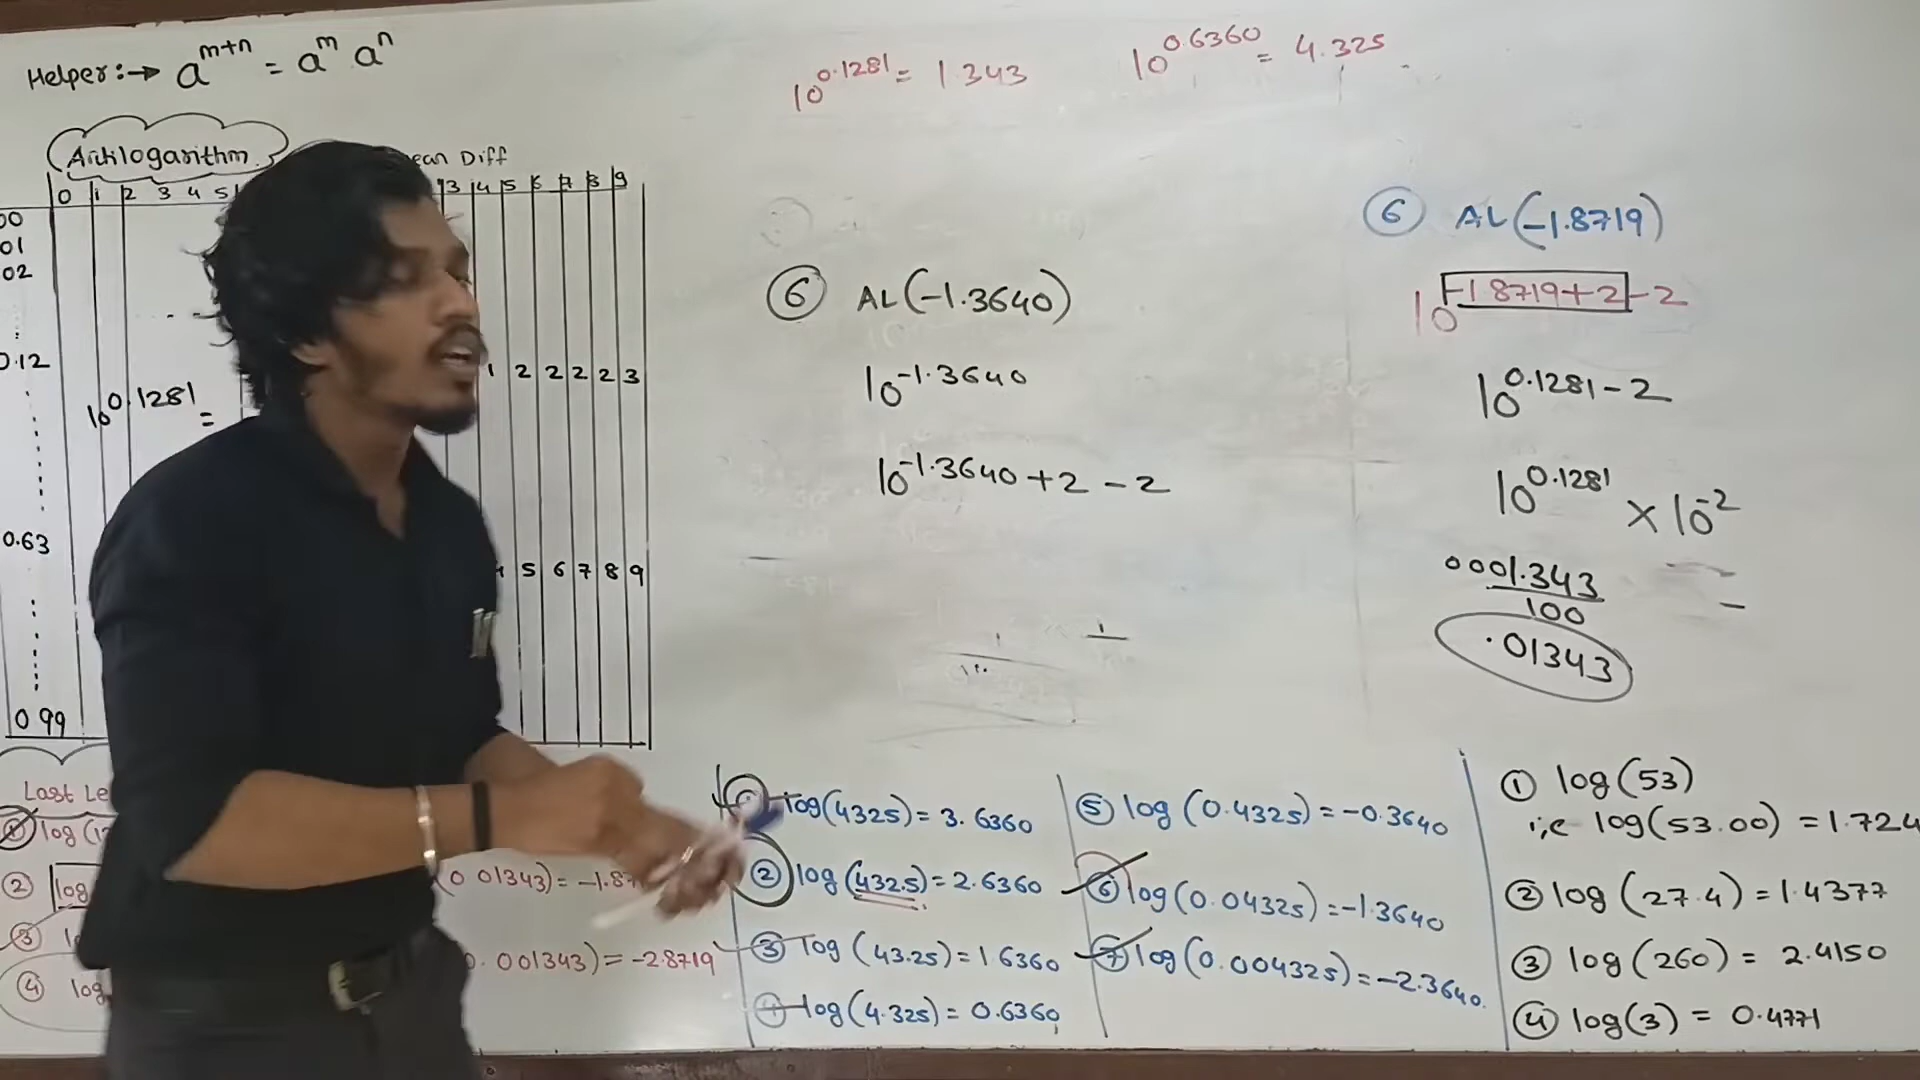 Helper:→ a^m+n = a^m . a^n
10^0.1281 = 1.343
10^0.6360 = 4.325
Antilogarithm
Diff
0 1 2 3 4 5
3 4 5 6 7 8 9
00
01
02
0.12
1 2 2 2 2 3
10^0.1281 =
0.63
5 6 7 8 9
0.99
⑥ AL(-1.3640)
10^-1.3640
10^-1.3640+2-2
⑥ AL(-1.8719)
10^-1.8719+2-2
10^0.1281-2
10^0.1281 × 10^-2
0001.343
100
.01343
=
Last
① log(
② log
③
④ log
0.01343) = -1.87
0.001343) = -2.8719
log(4325) = 3.6360
② log(432.5) = 2.6360
③ log(43.25) = 1.6360
④ log(4.325) = 0.6360
⑤ log(0.4325) = -0.3640
⑥ log(0.04325) = -1.3640
⑦ log(0.004325) = -2.3640.
① log(53)
i,e log(53.00) = 1.724
② log(27.4) = 1.4377
③ log(260) = 2.4150
④ log(3) = 0.4771